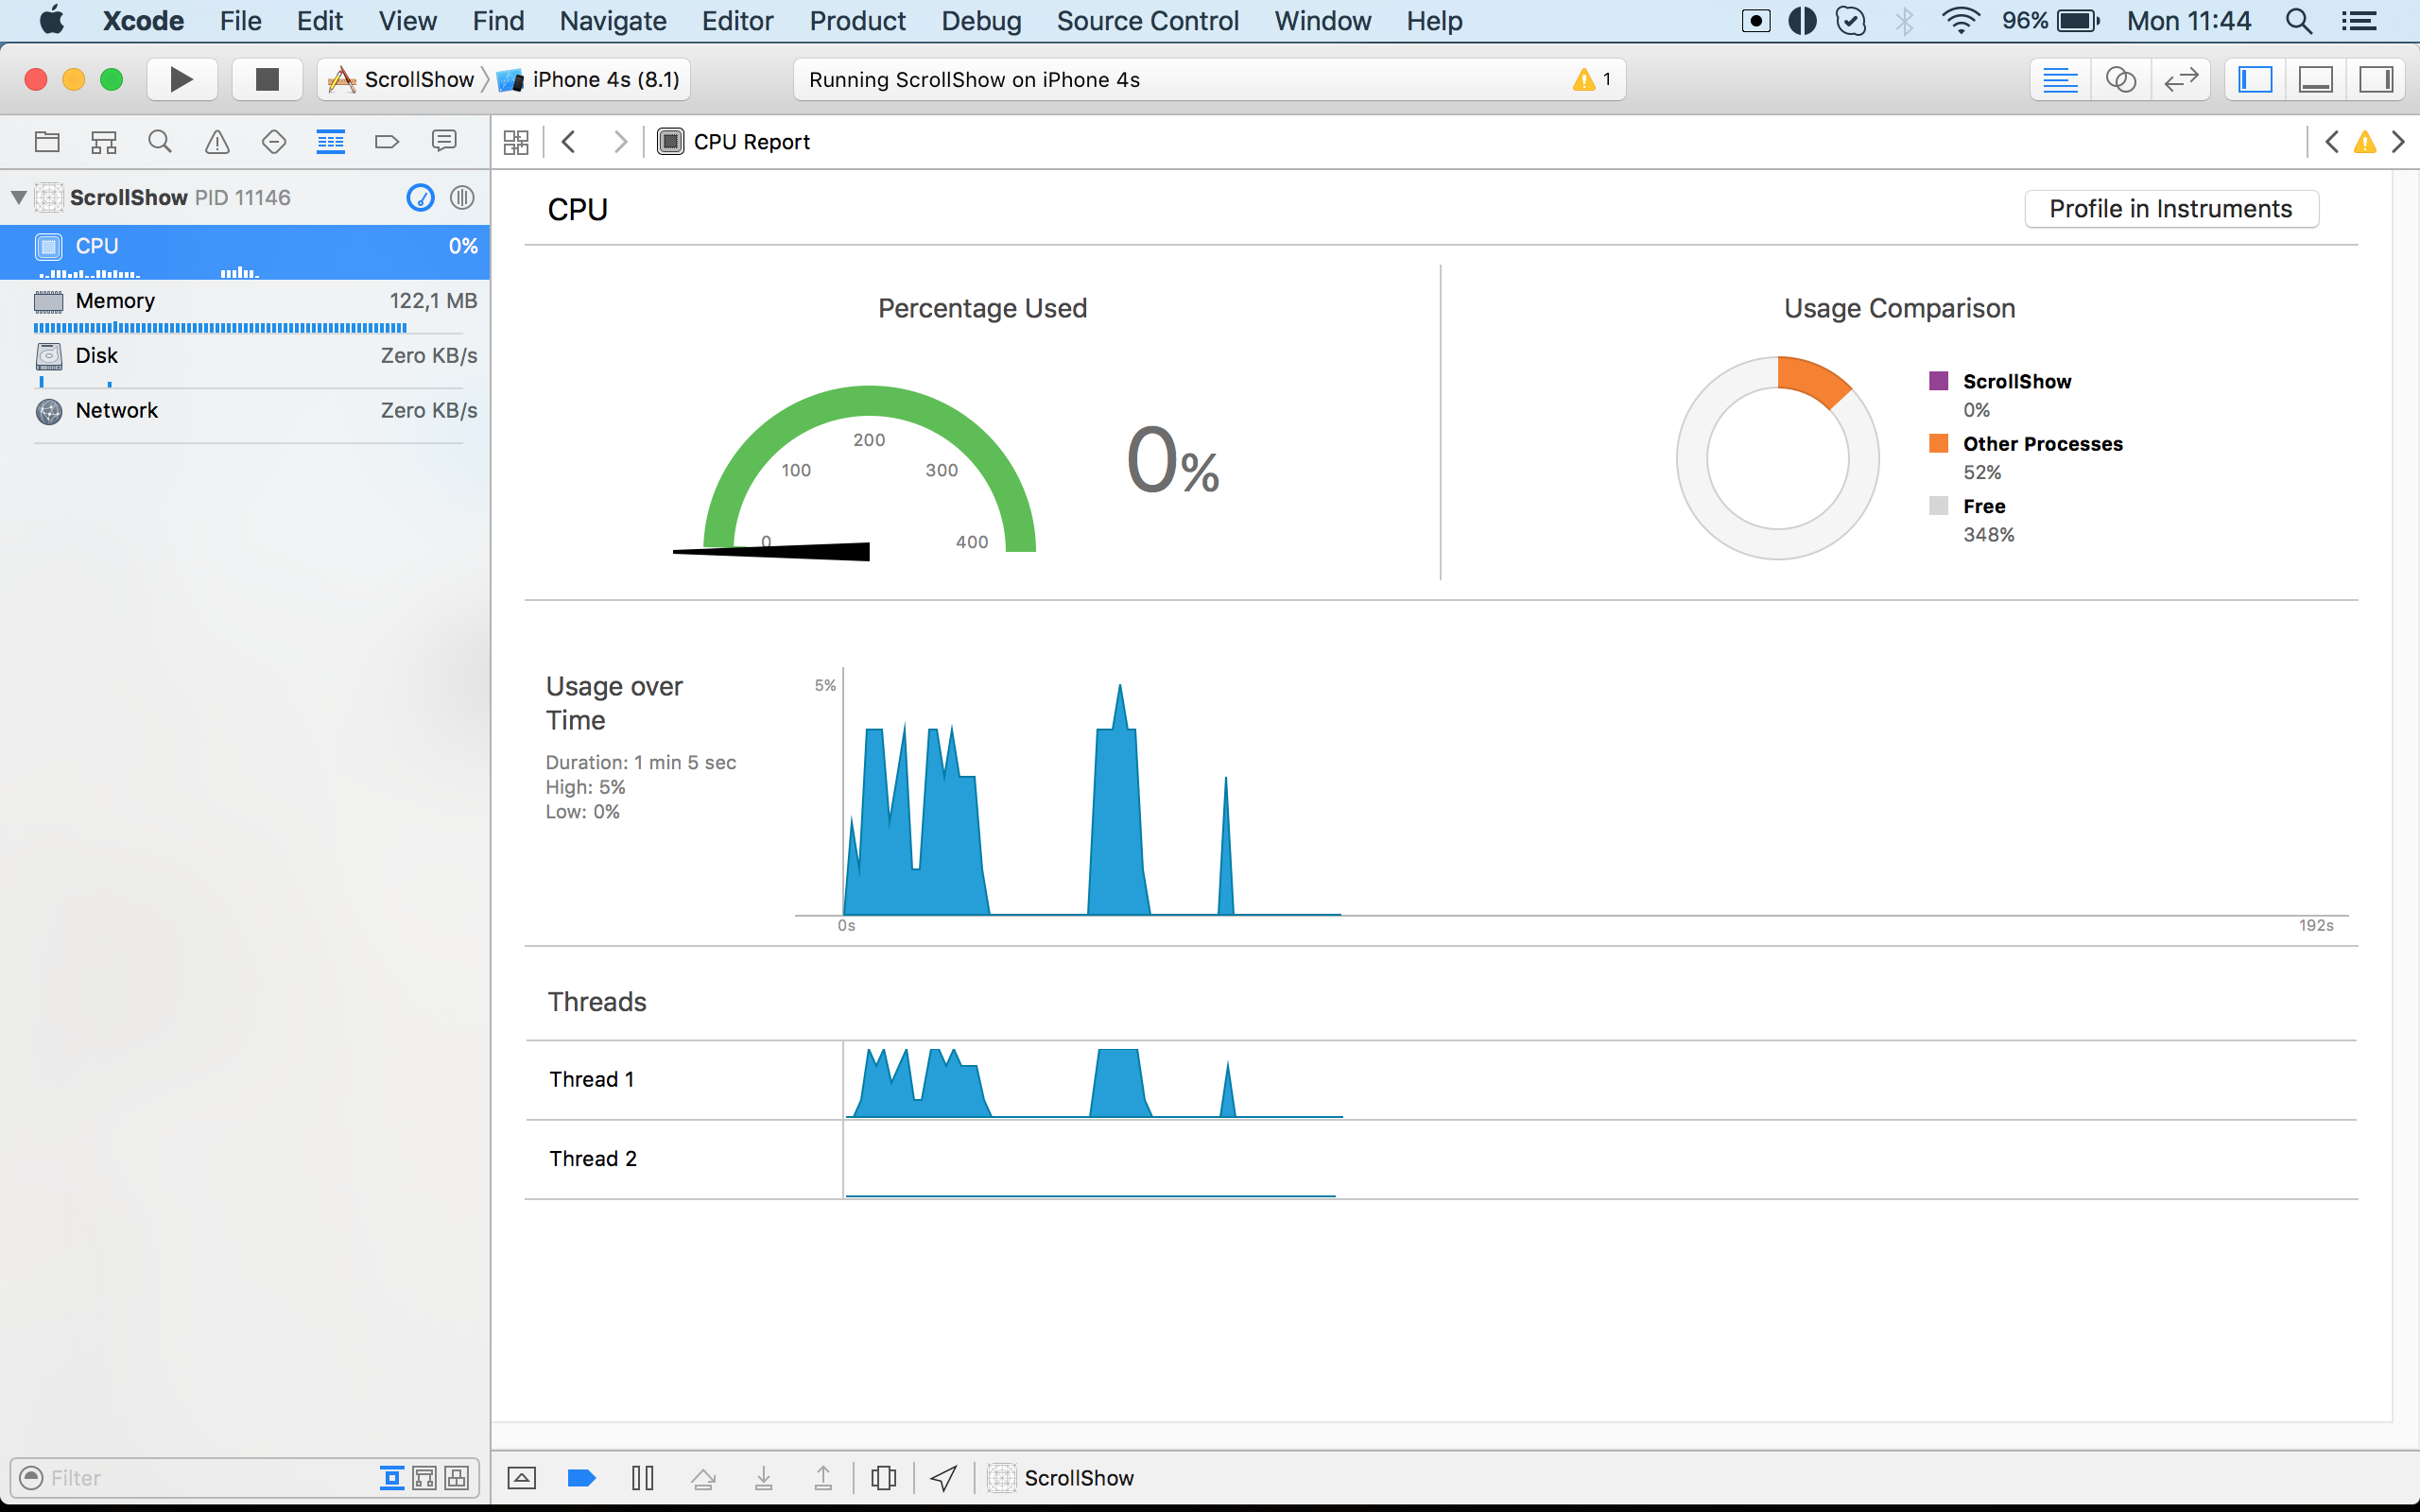 Xcode File Edit View Find Navigate Editor Product Debug Source Control Window Help 96% Mon 11:44
ScrollShow iPhone 4s (8.1) Running ScrollShow on iPhone 4s 1
CPU Report
ScrollShow PID 11146
CPU 0%
Memory 122,1 MB
Disk Zero KB/s
Network Zero KB/s
CPU Profile in Instruments
Percentage Used
0
100
200
300
400
0%
Usage Comparison
ScrollShow
0%
Other Processes
52%
Free
348%
Usage over
Time
Duration: 1 min 5 sec
High: 5%
Low: 0%
5%
0s 192s
Threads
Thread 1
Thread 2
Filter
ScrollShow